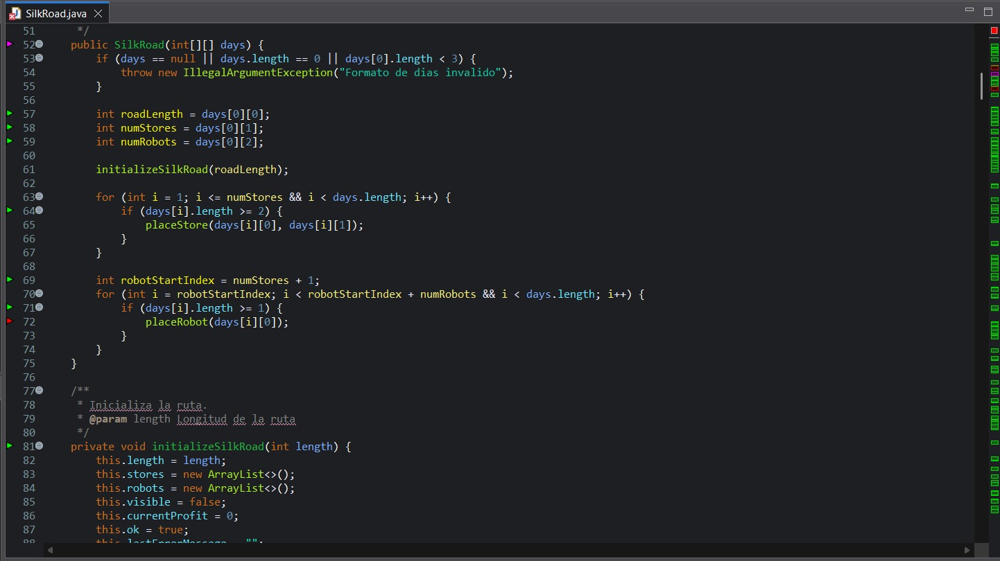 SilkRoad.java
51 */
52 public SilkRoad(int[][] days) {
53 if (days == null || days.length == 0 || days[0].length < 3) {
54 throw new IllegalArgumentException("Formato de dias invalido");
55 }
56
57 int roadLength = days[0][0];
58 int numStores = days[0][1];
59 int numRobots = days[0][2];
60
61 initializeSilkRoad(roadLength);
62
63 for (int i = 1; i <= numStores && i < days.length; i++) {
64 if (days[i].length >= 2) {
65 placeStore(days[i][0], days[i][1]);
66 }
67 }
68
69 int robotStartIndex = numStores + 1;
70 for (int i = robotStartIndex; i < robotStartIndex + numRobots && i < days.length; i++) {
71 if (days[i].length >= 1) {
72 placeRobot(days[i][0]);
73 }
74 }
75 }
76
77 /**
78 * Inicializa la ruta.
79 * @param length Longitud de la ruta
80 */
81 private void initializeSilkRoad(int length) {
82 this.length = length;
83 this.stores = new ArrayList<>();
84 this.robots = new ArrayList<>();
85 this.visible = false;
86 this.currentProfit = 0;
87 this.ok = true;
88 this.lastErrorMessage = "";